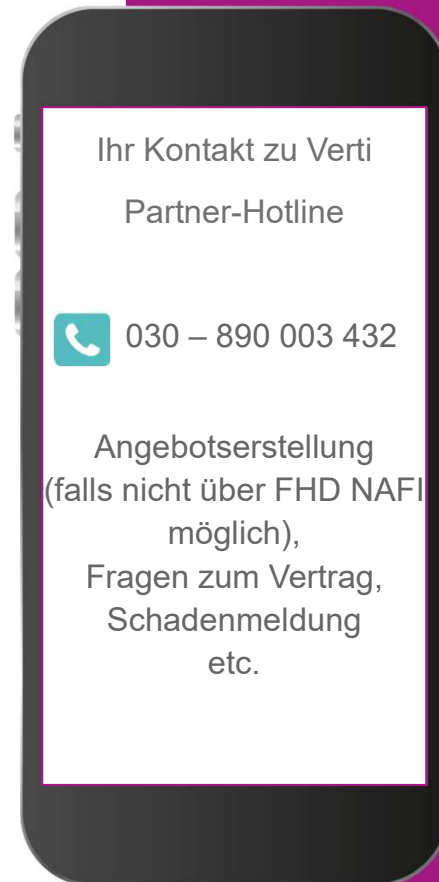 Ihr Kontakt zu Verti
Partner-Hotline
030 – 890 003 432
Angebotserstellung
(falls nicht über FHD NAFI
möglich),
Fragen zum Vertrag,
Schadenmeldung
etc.